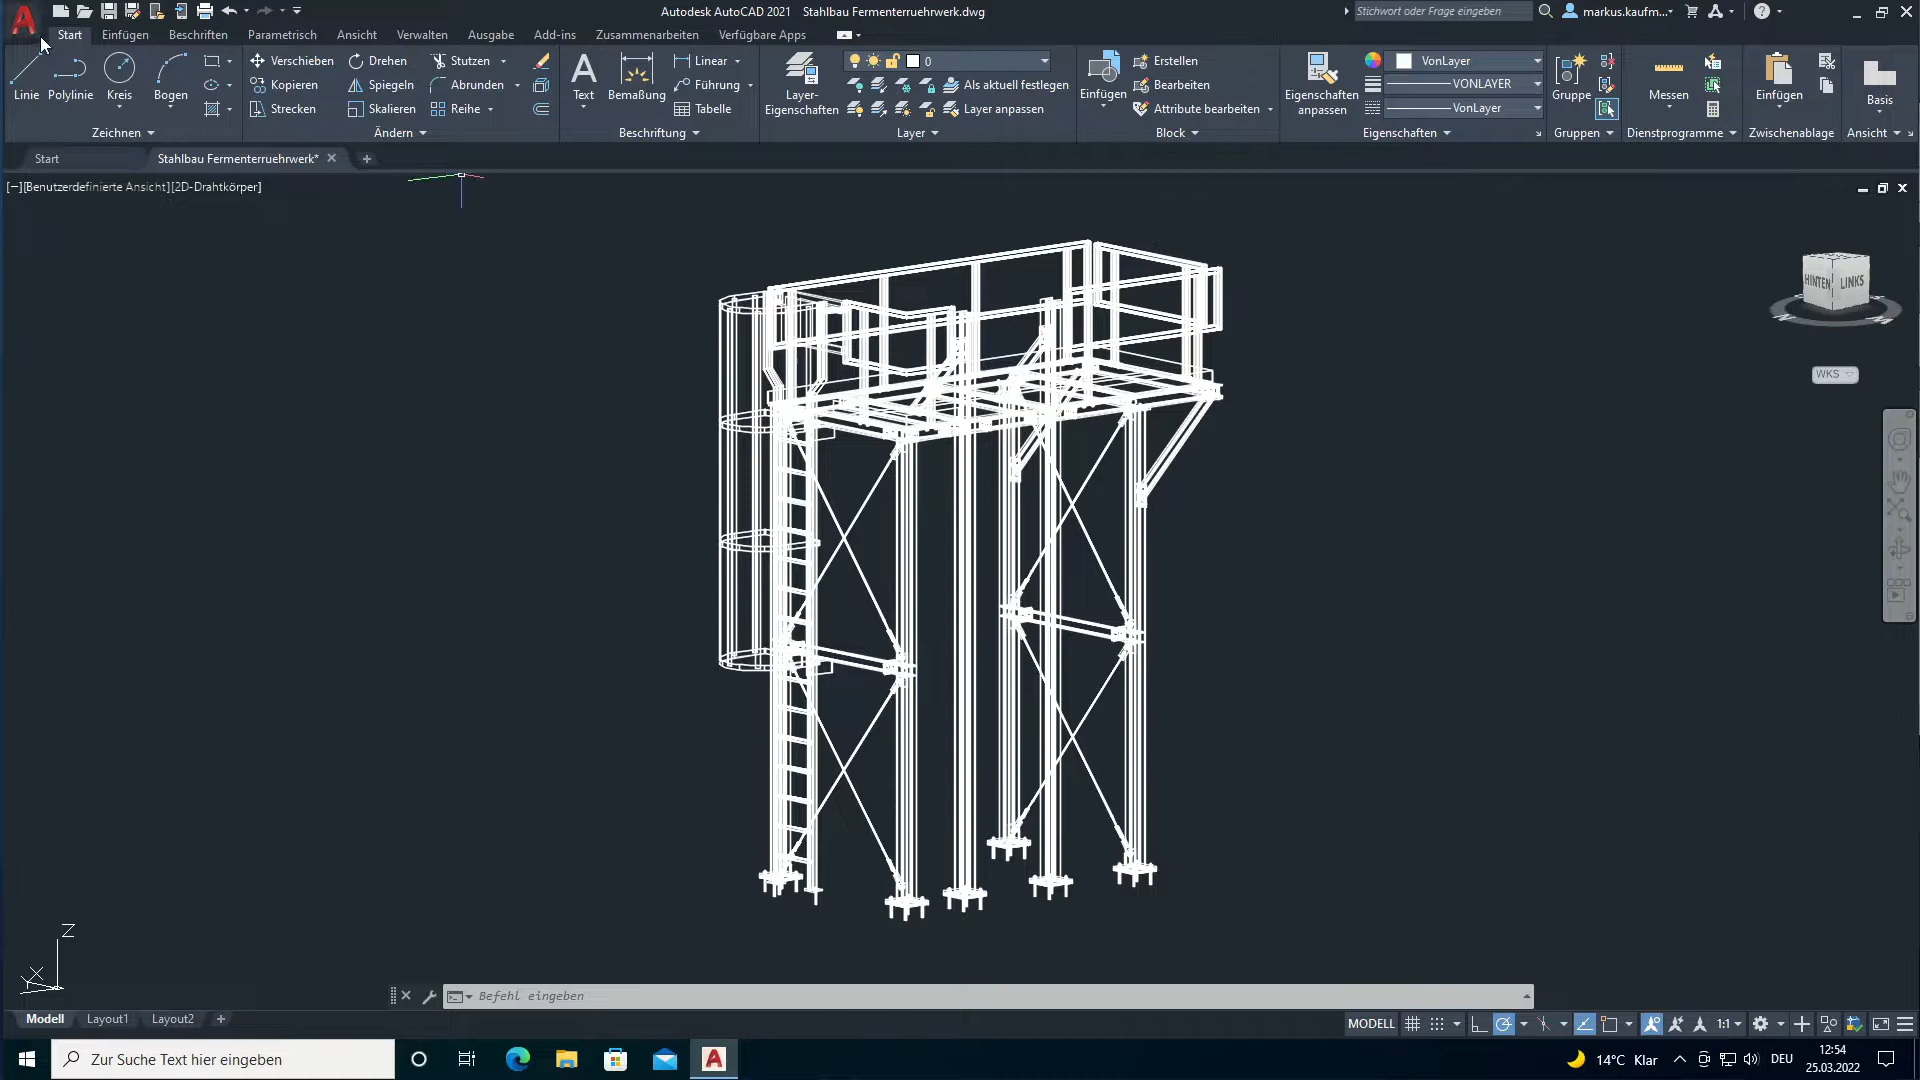 Autodesk AutoCAD 2021 Stahlbau Fermenterruehrwerk.dwg
Stichwort oder Frage eingeben
markus.kaufm...
Start Einfügen Beschriften Parametrisch Ansicht Verwalten Ausgabe Add-ins Zusammenarbeiten Verfügbare Apps
Linie Polylinie Kreis Bogen
Zeichnen
Verschieben Drehen Stutzen
Kopieren Spiegeln Abrunden
Strecken Skalieren Reihe
Ändern
Text Bemaßung
Linear
Führung
Tabelle
Beschriftung
Layer-
Eigenschaften
0
Als aktuell festlegen
Layer anpassen
Layer
Einfügen
Erstellen
Bearbeiten
Attribute bearbeiten
Block
Eigenschaften
anpassen
VonLayer
VONLAYER
VonLayer
Eigenschaften
Gruppe
Gruppen
Messen
Dienstprogramme
Einfügen
Zwischenablage
Basis
Ansicht
Start Stahlbau Fermenterruehrwerk*
[−][Benutzerdefinierte Ansicht][2D-Drahtkörper]
HINTEN LINKS
WKS
Z
X
Y
Befehl eingeben
Modell Layout1 Layout2
MODELL 1:1
Zur Suche Text hier eingeben
14°C Klar
DEU
12:54
25.03.2022